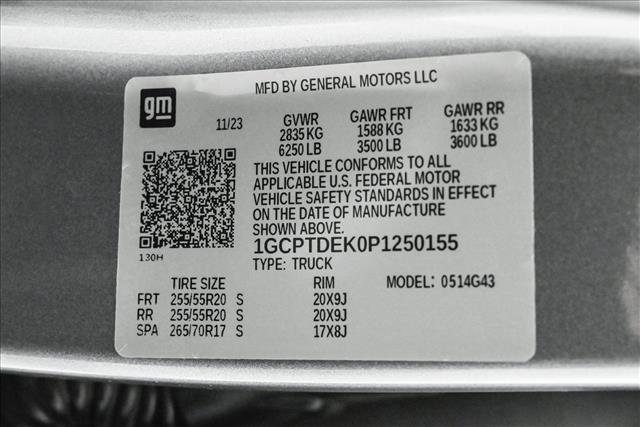 MFD BY GENERAL MOTORS LLC
gm
11/23
GVWR GAWR FRT GAWR RR
2835 KG 1588 KG 1633 KG
6250 LB 3500 LB 3600 LB
THIS VEHICLE CONFORMS TO ALL
APPLICABLE U.S. FEDERAL MOTOR
VEHICLE SAFETY STANDARDS IN EFFECT
ON THE DATE OF MANUFACTURE
SHOWN ABOVE.
1GCPTDEK0P1250155
130H
TYPE: TRUCK
TIRE SIZE RIM MODEL: 0514G43
FRT 255/55R20 S 20X9J
RR 255/55R20 S 20X9J
SPA 265/70R17 S 17X8J